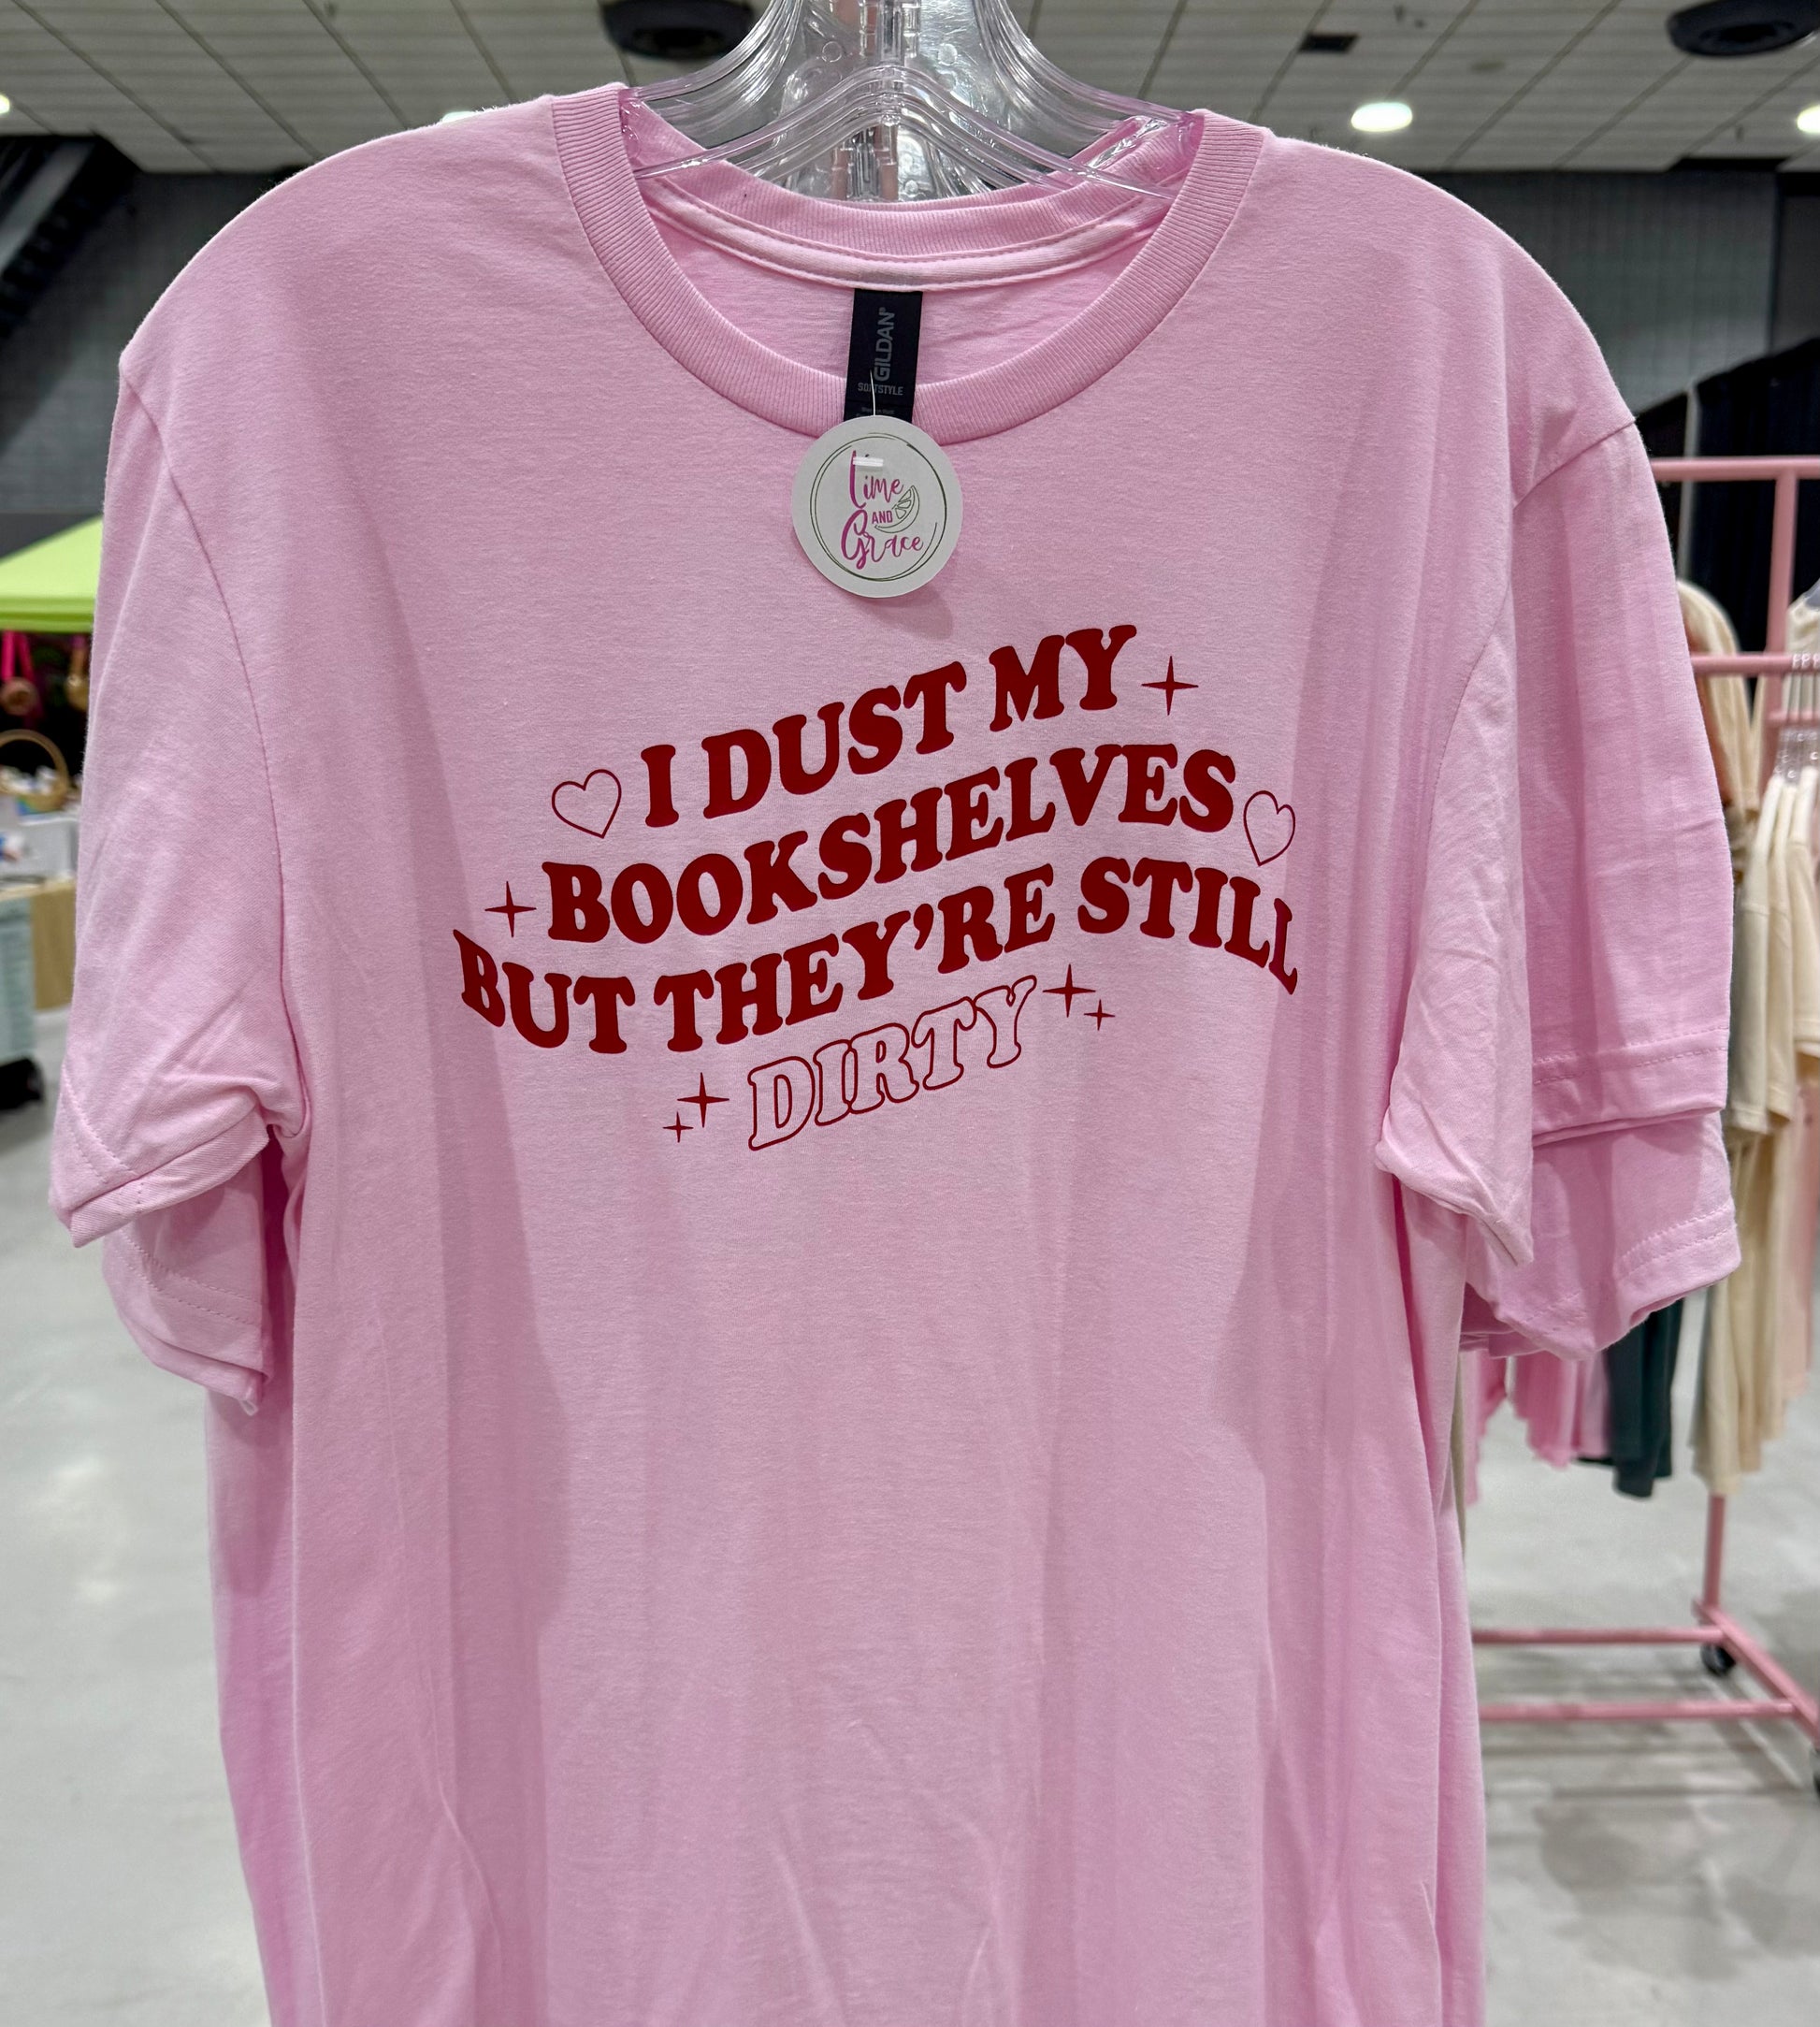 GILDAN®
SOFTSTYLE
Lime
AND
Grace
I DUST MY
BOOKSHELVES
BUT THEY'RE STILL
DIRTY